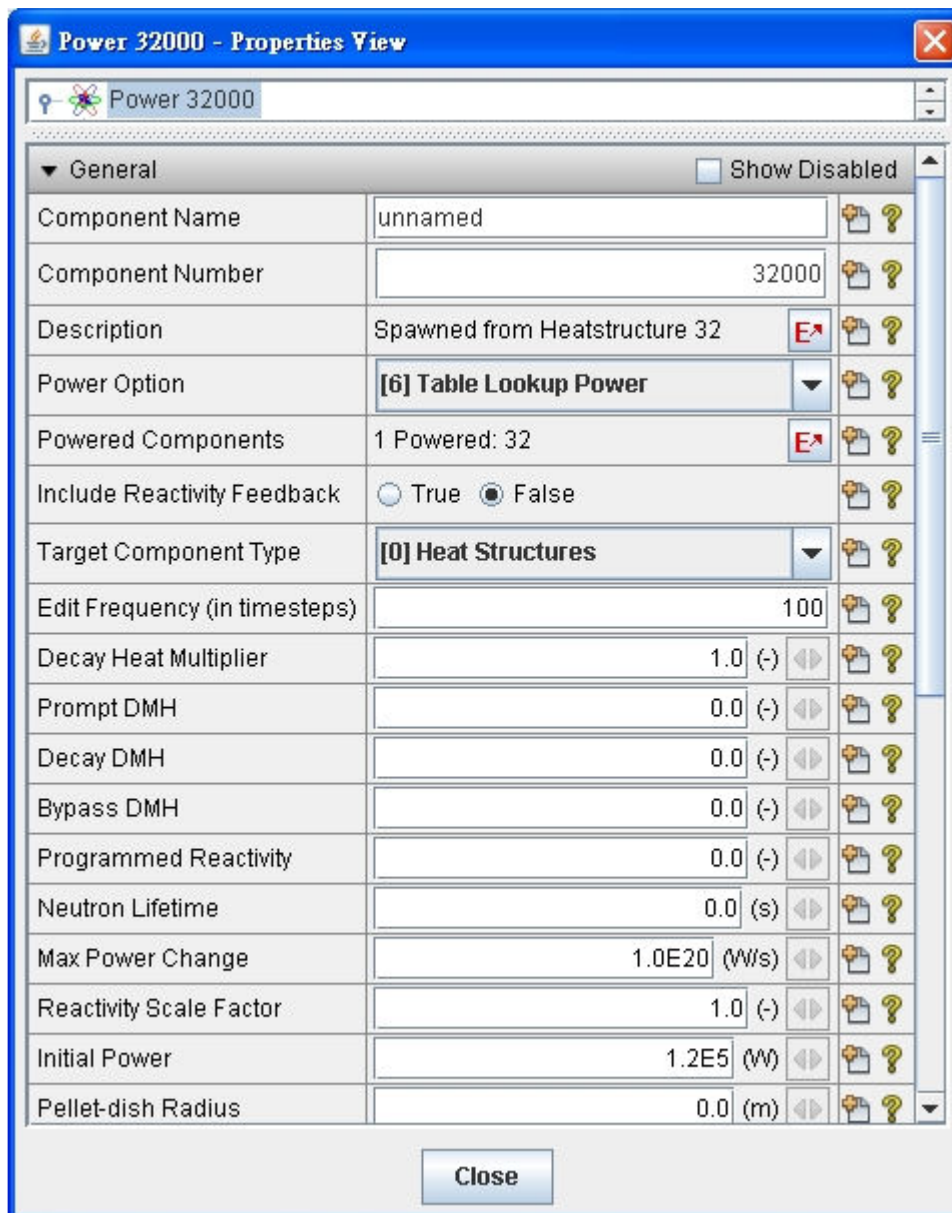 Power 32000 - Properties View
Power 32000
General Show Disabled
Component Name unnamed
Component Number 32000
Description Spawned from Heatstructure 32 E
Power Option [6] Table Lookup Power
Powered Components 1 Powered: 32 E
Include Reactivity Feedback True False
Target Component Type [0] Heat Structures
Edit Frequency (in timesteps) 100
Decay Heat Multiplier 1.0 (-)
Prompt DMH 0.0 (-)
Decay DMH 0.0 (-)
Bypass DMH 0.0 (-)
Programmed Reactivity 0.0 (-)
Neutron Lifetime 0.0 (s)
Max Power Change 1.0E20 (W/s)
Reactivity Scale Factor 1.0 (-)
Initial Power 1.2E5 (W)
Pellet-dish Radius 0.0 (m)
Close